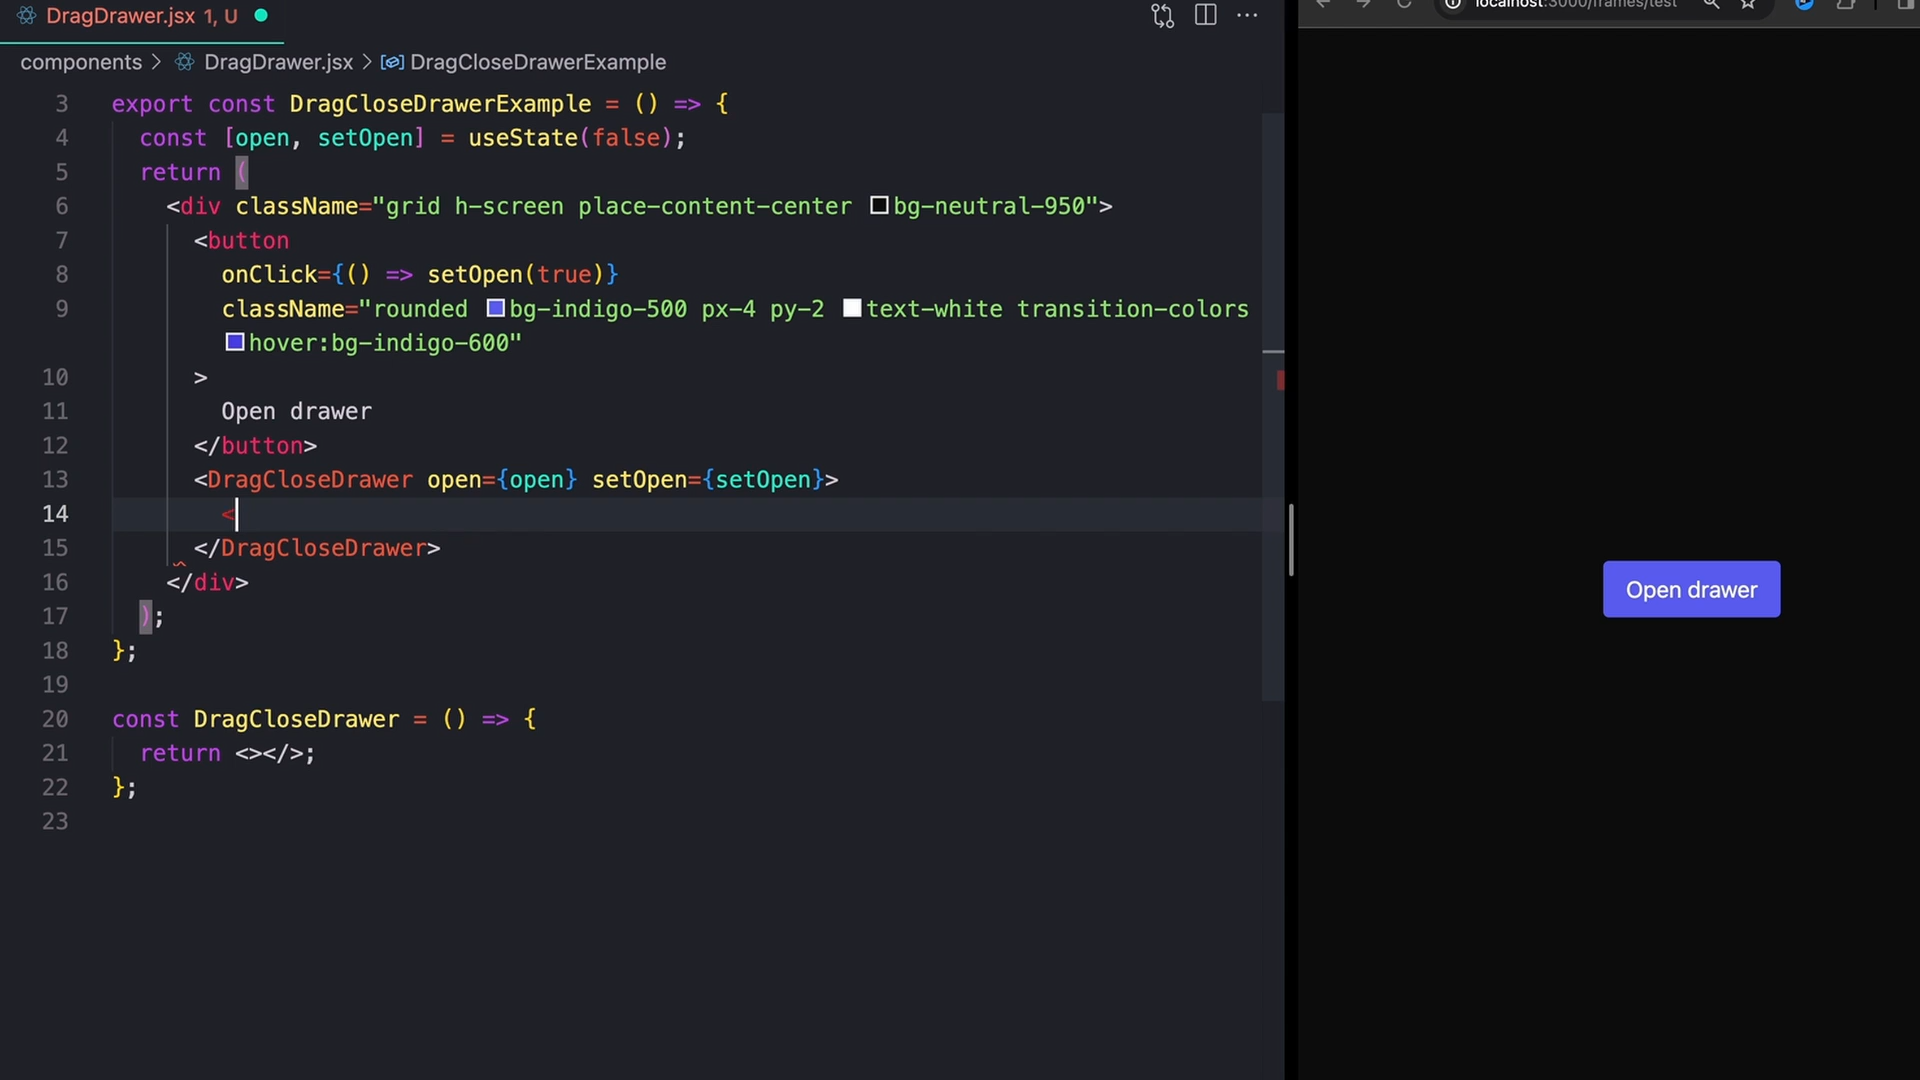 DragDrawer.jsx 1, U
localhost:3000/frames/test
components > DragDrawer.jsx > DragCloseDrawerExample
3 export const DragCloseDrawerExample = () => {
4 const [open, setOpen] = useState(false);
5 return (
6 <div className="grid h-screen place-content-center bg-neutral-950">
7 <button
8 onClick={() => setOpen(true)}
9 className="rounded bg-indigo-500 px-4 py-2 text-white transition-colors
hover:bg-indigo-600"
10 >
11 Open drawer
12 </button>
13 <DragCloseDrawer open={open} setOpen={setOpen}>
14 <
15 </DragCloseDrawer>
16 </div>
17 );
18 };
19
20 const DragCloseDrawer = () => {
21 return <></>;
22 };
23
Open drawer